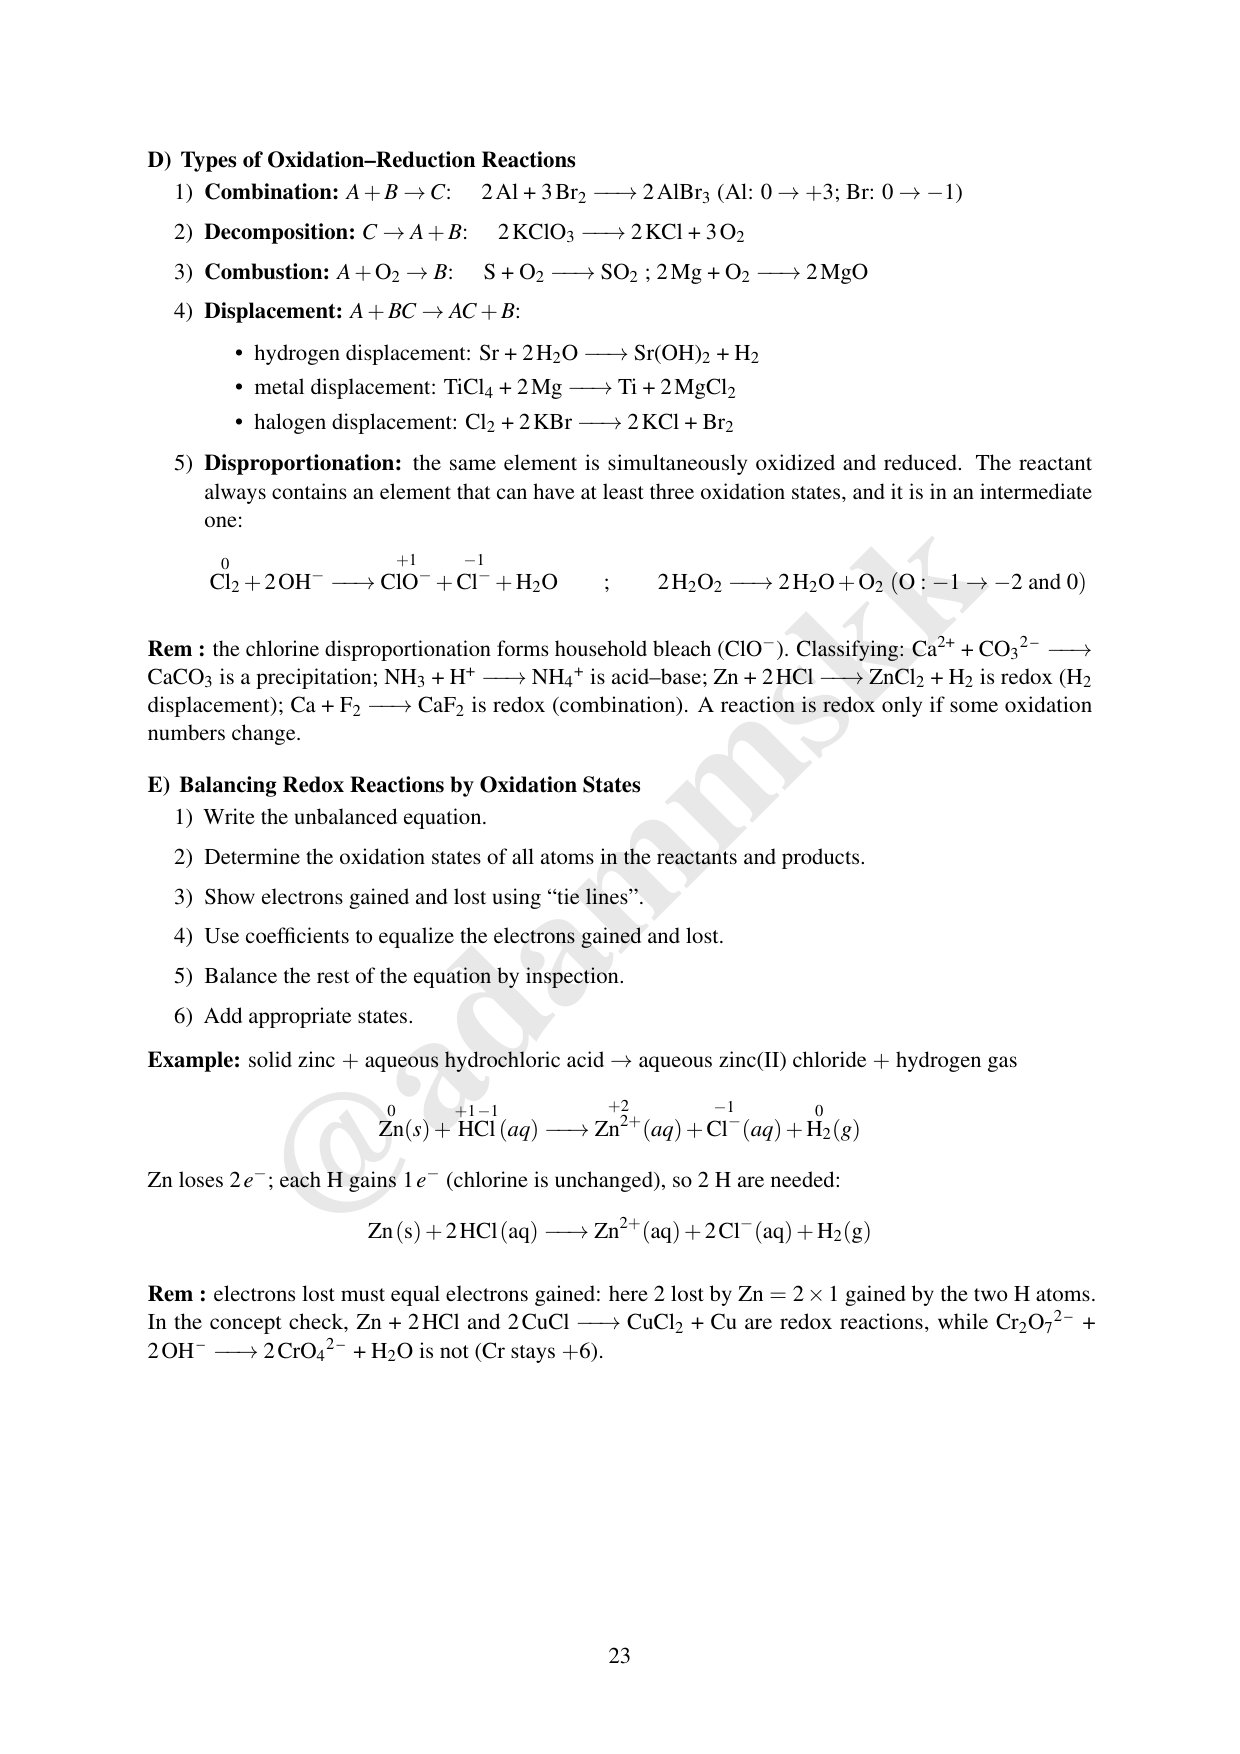 D) Types of Oxidation–Reduction Reactions
1) Combination: A + B → C: 2 Al + 3 Br₂ ⟶ 2 AlBr₃ (Al: 0 → +3; Br: 0 → −1)
2) Decomposition: C → A + B: 2 KClO₃ ⟶ 2 KCl + 3 O₂
3) Combustion: A + O₂ → B: S + O₂ ⟶ SO₂ ; 2 Mg + O₂ ⟶ 2 MgO
4) Displacement: A + BC → AC + B:
• hydrogen displacement: Sr + 2 H₂O ⟶ Sr(OH)₂ + H₂
• metal displacement: TiCl₄ + 2 Mg ⟶ Ti + 2 MgCl₂
• halogen displacement: Cl₂ + 2 KBr ⟶ 2 KCl + Br₂
5) Disproportionation: the same element is simultaneously oxidized and reduced. The reactant
always contains an element that can have at least three oxidation states, and it is in an intermediate
one:
0 +1 −1
Cl₂ + 2 OH⁻ ⟶ ClO⁻ + Cl⁻ + H₂O ; 2 H₂O₂ ⟶ 2 H₂O + O₂ (O : −1 → −2 and 0)
Rem : the chlorine disproportionation forms household bleach (ClO⁻). Classifying: Ca²⁺ + CO₃²⁻ ⟶
CaCO₃ is a precipitation; NH₃ + H⁺ ⟶ NH₄⁺ is acid–base; Zn + 2 HCl ⟶ ZnCl₂ + H₂ is redox (H₂
displacement); Ca + F₂ ⟶ CaF₂ is redox (combination). A reaction is redox only if some oxidation
numbers change.
E) Balancing Redox Reactions by Oxidation States
1) Write the unbalanced equation.
2) Determine the oxidation states of all atoms in the reactants and products.
3) Show electrons gained and lost using “tie lines”.
4) Use coefficients to equalize the electrons gained and lost.
5) Balance the rest of the equation by inspection.
6) Add appropriate states.
Example: solid zinc + aqueous hydrochloric acid → aqueous zinc(II) chloride + hydrogen gas
0 +1 −1 +2 −1 0
Zn(s) + HCl(aq) ⟶ Zn²⁺(aq) + Cl⁻(aq) + H₂(g)
Zn loses 2 e⁻; each H gains 1 e⁻ (chlorine is unchanged), so 2 H are needed:
Zn(s) + 2 HCl(aq) ⟶ Zn²⁺(aq) + 2 Cl⁻(aq) + H₂(g)
Rem : electrons lost must equal electrons gained: here 2 lost by Zn = 2 × 1 gained by the two H atoms.
In the concept check, Zn + 2 HCl and 2 CuCl ⟶ CuCl₂ + Cu are redox reactions, while Cr₂O₇²⁻ +
2 OH⁻ ⟶ 2 CrO₄²⁻ + H₂O is not (Cr stays +6).
@adammskk
23